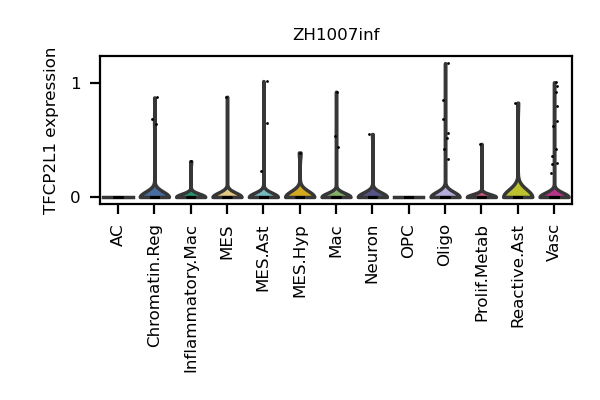 ZH1007inf
TFCP2L1 expression
1
0
AC
Chromatin.Reg
Inflammatory.Mac
MES
MES.Ast
MES.Hyp
Mac
Neuron
OPC
Oligo
Prolif.Metab
Reactive.Ast
Vasc